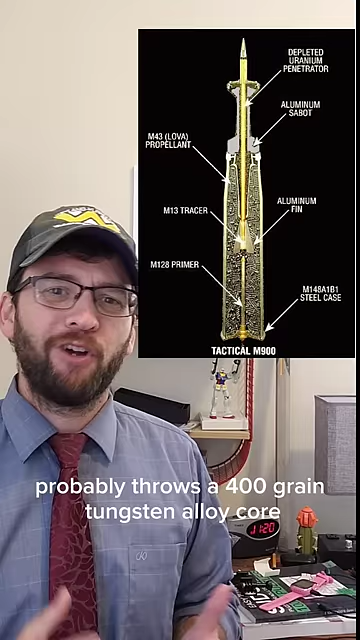 DEPLETED
URANIUM
PENETRATOR
ALUMINUM
SABOT
M43 (LOVA)
PROPELLANT
M13 TRACER
ALUMINUM
FIN
M128 PRIMER
M148A1B1
STEEL CASE
TACTICAL M900
probably throws a 400 grain
tungsten alloy core
11:20